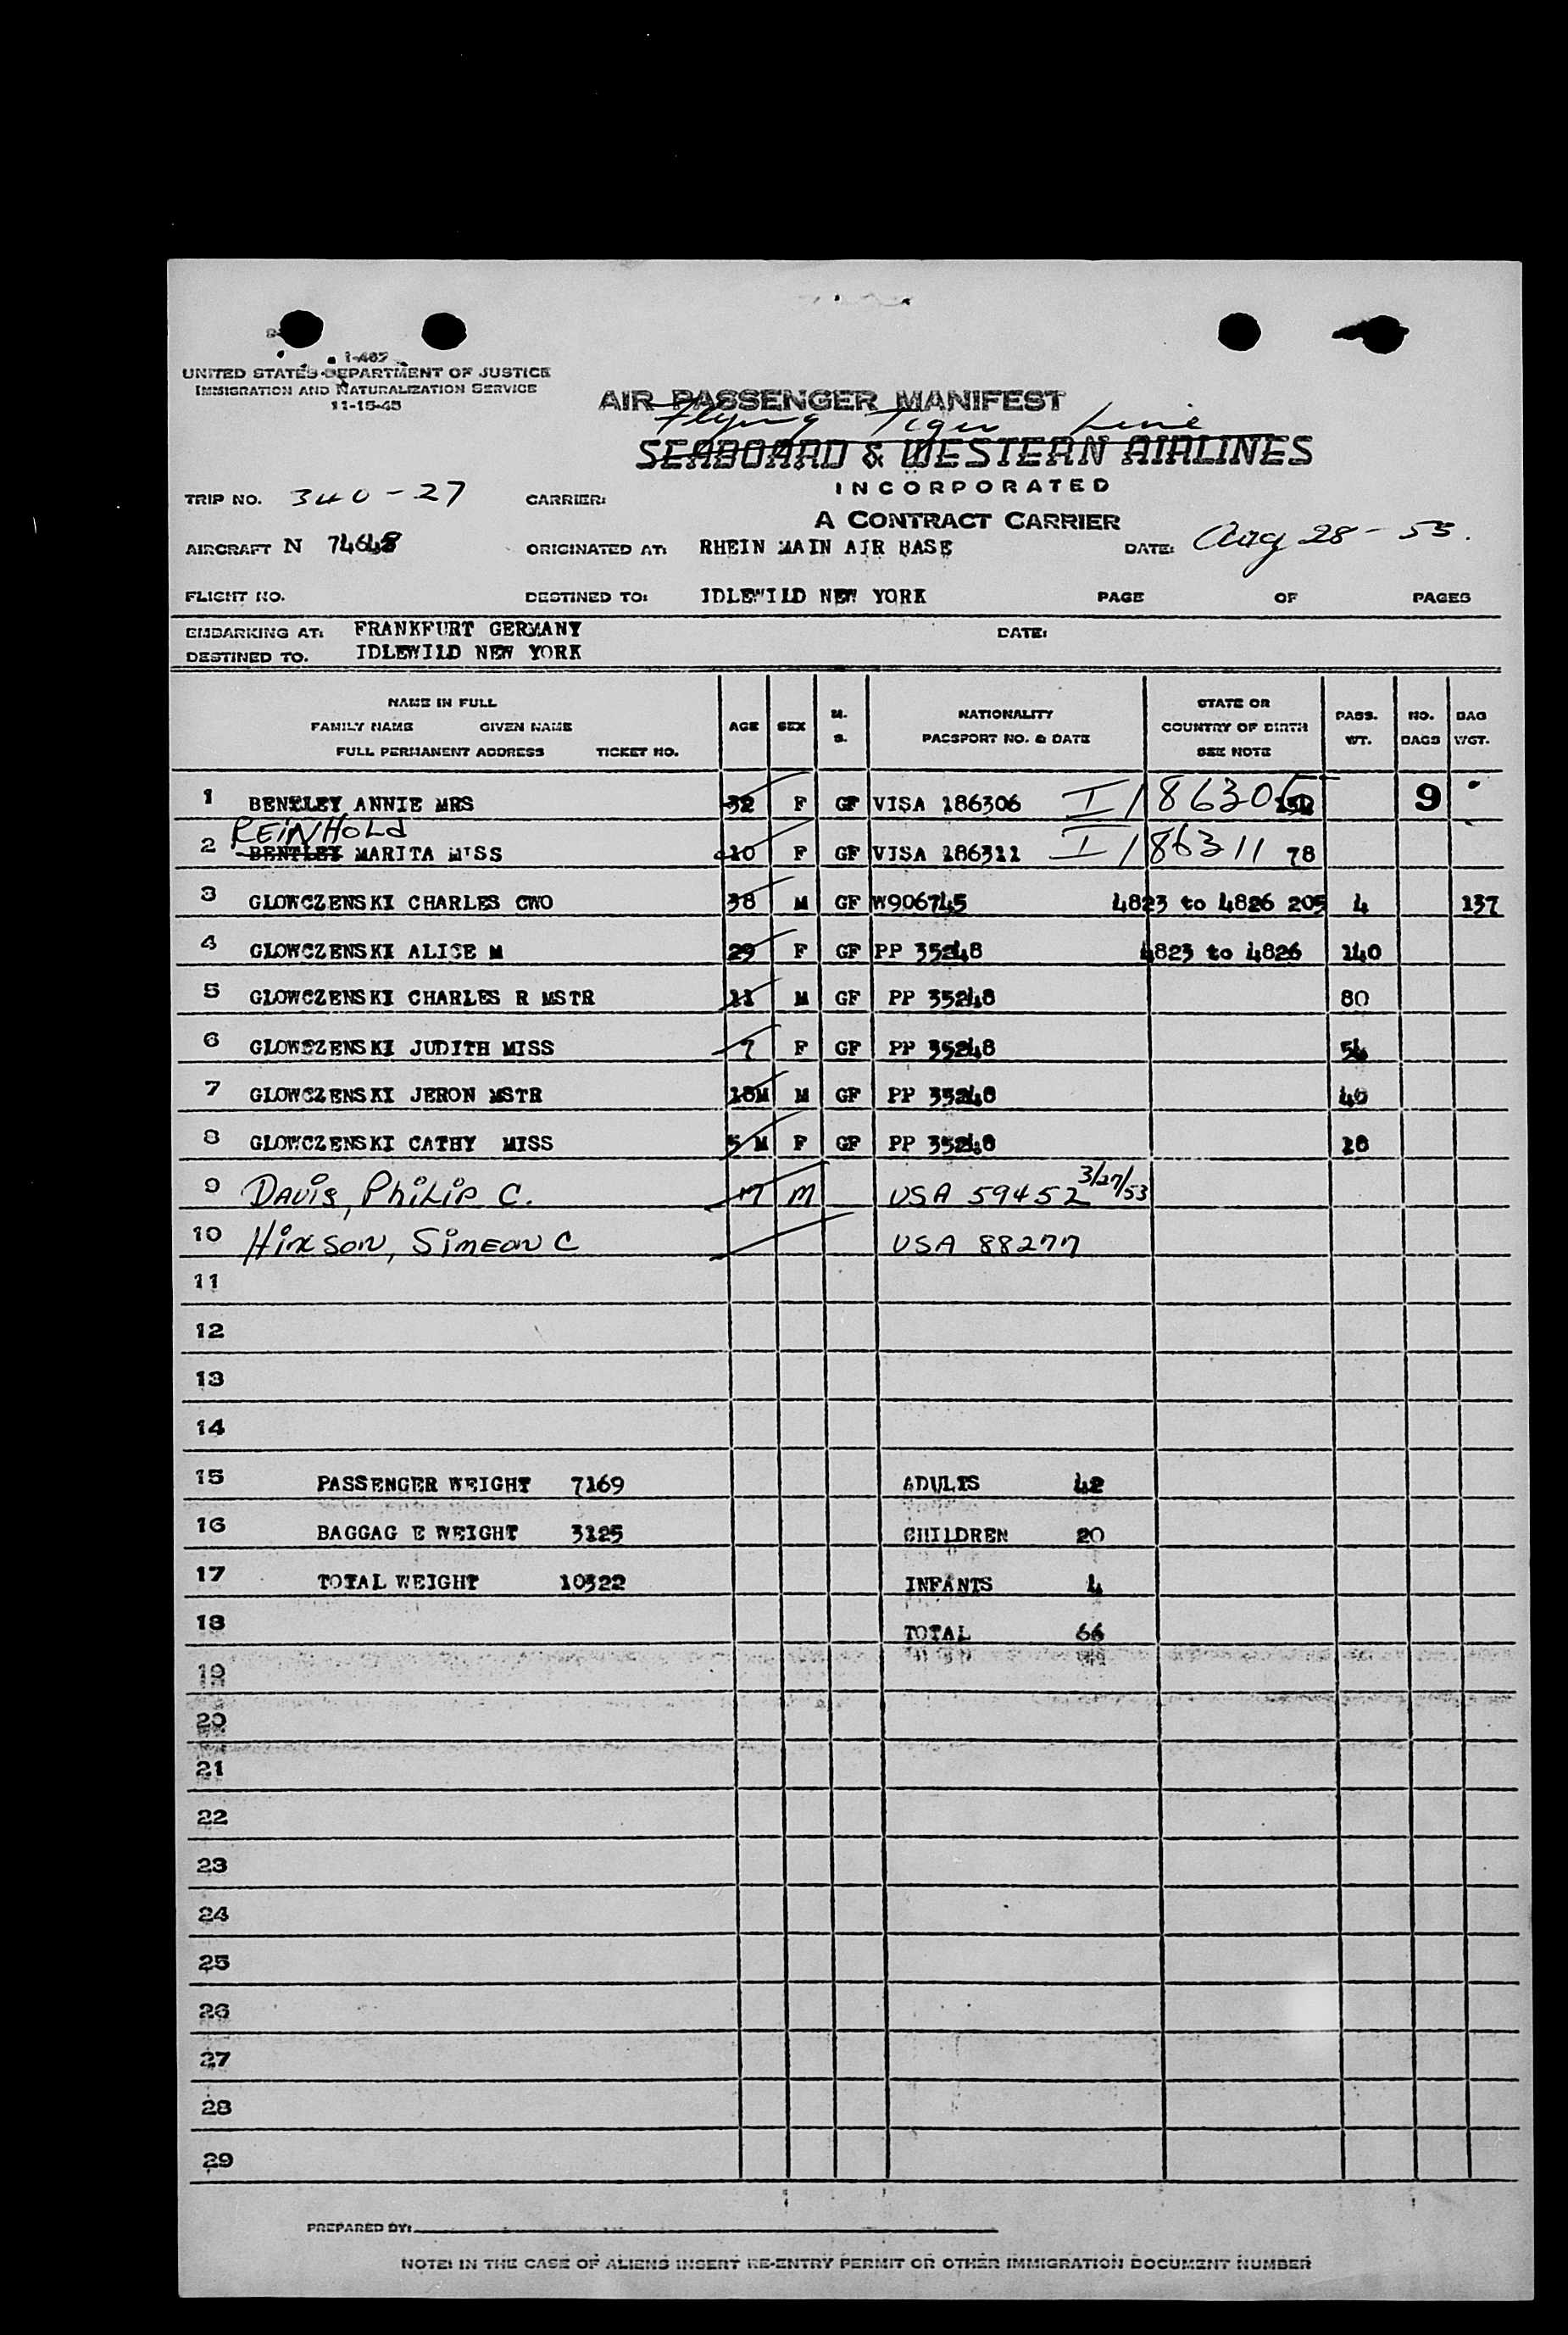 I-467
UNITED STATES DEPARTMENT OF JUSTICE
IMMIGRATION AND NATURALIZATION SERVICE
11-15-45
AIR PASSENGER MANIFEST
Flying Tiger Line
SEABOARD & WESTERN AIRLINES
INCORPORATED
A CONTRACT CARRIER
TRIP NO. 340-27 CARRIER:
AIRCRAFT N 74648 ORIGINATED AT: RHEIN MAIN AIR BASE DATE: Aug 28-53.
FLIGHT NO. DESTINED TO: IDLEWILD NEW YORK PAGE OF PAGES
EMBARKING AT: FRANKFURT GERMANY DATE:
DESTINED TO. IDLEWILD NEW YORK
NAME IN FULL
FAMILY NAME GIVEN NAME
FULL PERMANENT ADDRESS TICKET NO.
AGE SEX M. S.
NATIONALITY
PASSPORT NO. & DATE
STATE OR
COUNTRY OF BIRTH
SEE NOTE
PASS. WT. NO. BAGS BAG WGT.
1 BENTLEY ANNIE MRS 32 F GF VISA 186306 I186306 9
REINHOLD
2 BENTLEY MARITA MISS 10 F GF VISA 186311 I186311 78
3 GLOWCZENSKI CHARLES CWO 38 M GF W906745 4823 to 4826 205 4 137
4 GLOWCZENSKI ALICE M 29 F GF PP 35248 4823 to 4826 140
5 GLOWCZENSKI CHARLES R MSTR 11 M GF PP 35248 80
6 GLOWCZENSKI JUDITH MISS 7 F GF PP 35248 54
7 GLOWCZENSKI JERON MSTR 18M M GF PP 35248 40
8 GLOWCZENSKI CATHY MISS 5 M F GF PP 35248 18
9 DAVIS, PHILIP C. M M USA 59452 3/27/53
10 HINKSON, SIMEON C USA 88277
11
12
13
14
15 PASSENGER WEIGHT 7169 ADULTS 42
16 BAGGAG E WEIGHT 3125 CHILDREN 20
17 TOTAL WEIGHT 10322 INFANTS 4
18 TOTAL 66
19
20
21
22
23
24
25
26
27
28
29
PREPARED BY:
NOTE: IN THE CASE OF ALIENS INSERT RE-ENTRY PERMIT OR OTHER IMMIGRATION DOCUMENT NUMBER